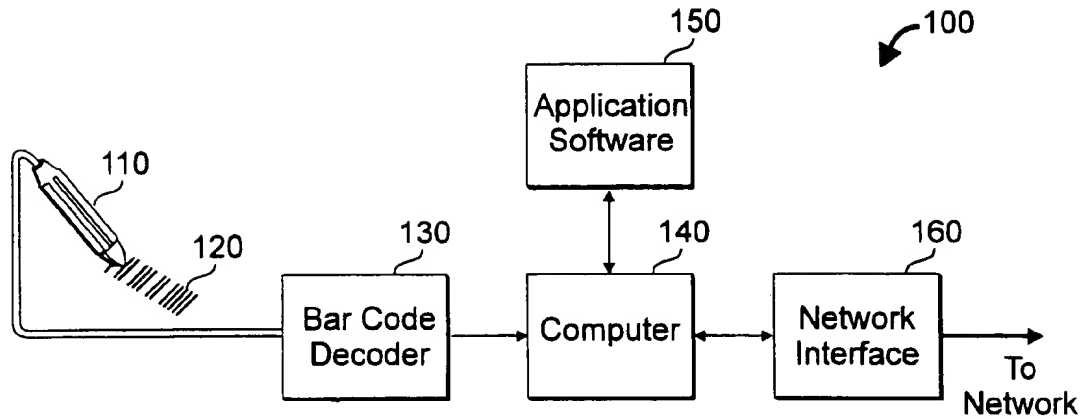 150
100
Application
Software
110
120
130
140
160
Bar Code
Decoder
Computer
Network
Interface
To
Network